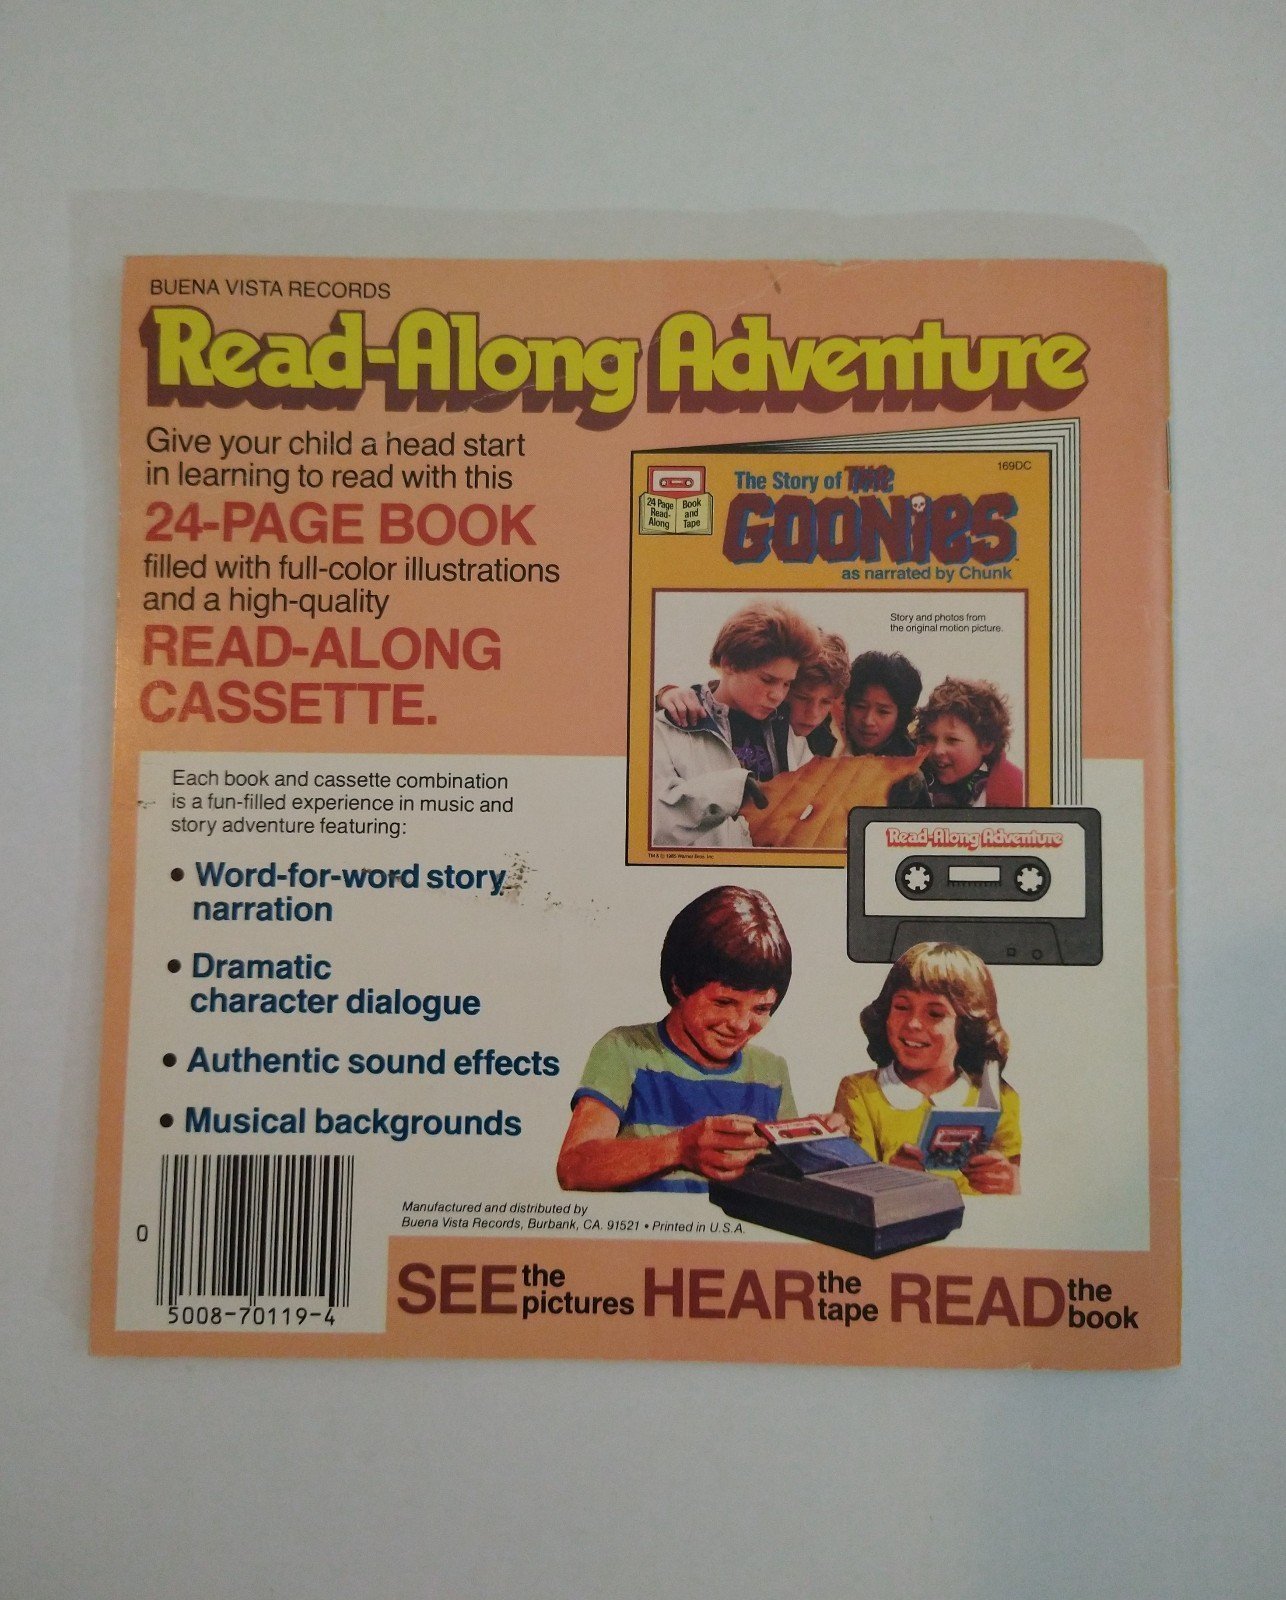 BUENA VISTA RECORDS
Read-Along Adventure
Give your child a head start
in learning to read with this
24-PAGE BOOK
filled with full-color illustrations
and a high-quality
READ-ALONG
CASSETTE.
169DC
24 Page
Read-
Along
Book
and
Tape
The Story of THE
GOONIES
as narrated by Chunk
Story and photos from
the original motion picture.
TM & © 1985 Warner Bros. Inc.
Read-Along Adventure
Each book and cassette combination
is a fun-filled experience in music and
story adventure featuring:
• Word-for-word story
narration
• Dramatic
character dialogue
• Authentic sound effects
• Musical backgrounds
0
5008-70119-4
Manufactured and distributed by
Buena Vista Records, Burbank, CA. 91521 • Printed in U.S.A.
SEE the pictures HEAR the tape READ the book